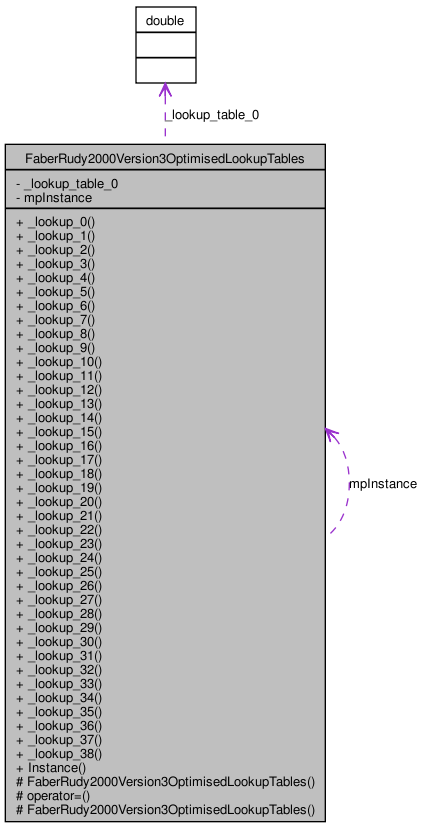 double
_lookup_table_0
FaberRudy2000Version3OptimisedLookupTables
- _lookup_table_0
- mpInstance
+ _lookup_0()
+ _lookup_1()
+ _lookup_2()
+ _lookup_3()
+ _lookup_4()
+ _lookup_5()
+ _lookup_6()
+ _lookup_7()
+ _lookup_8()
+ _lookup_9()
+ _lookup_10()
+ _lookup_11()
+ _lookup_12()
+ _lookup_13()
+ _lookup_14()
+ _lookup_15()
+ _lookup_16()
+ _lookup_17()
+ _lookup_18()
+ _lookup_19()
+ _lookup_20()
+ _lookup_21()
+ _lookup_22()
+ _lookup_23()
+ _lookup_24()
+ _lookup_25()
+ _lookup_26()
+ _lookup_27()
+ _lookup_28()
+ _lookup_29()
+ _lookup_30()
+ _lookup_31()
+ _lookup_32()
+ _lookup_33()
+ _lookup_34()
+ _lookup_35()
+ _lookup_36()
+ _lookup_37()
+ _lookup_38()
+ Instance()
# FaberRudy2000Version3OptimisedLookupTables()
# operator=()
# FaberRudy2000Version3OptimisedLookupTables()
mpInstance